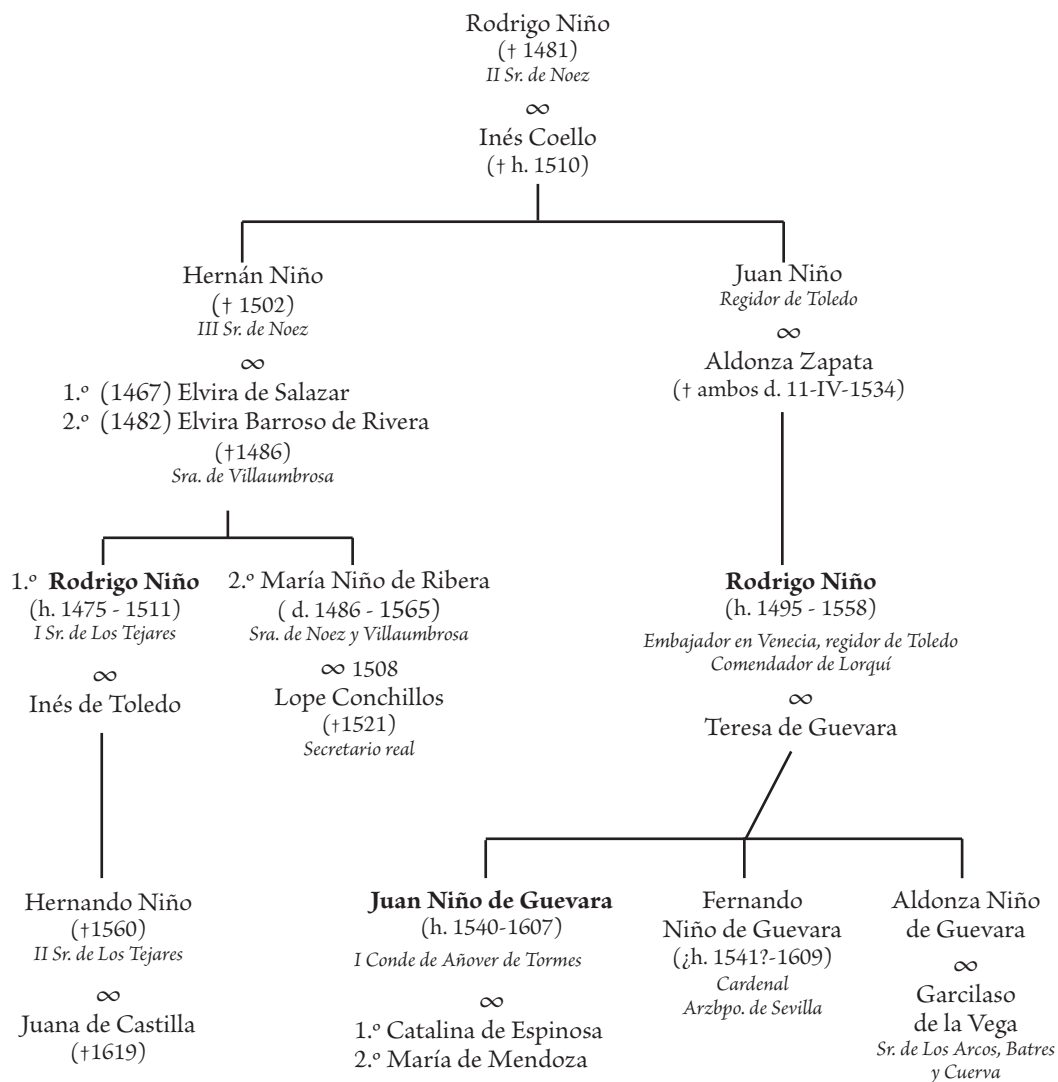 Rodrigo Niño
(† 1481)
II Sr. de Noez
∞
Inés Coello
(† h. 1510)
Hernán Niño
(† 1502)
III Sr. de Noez
∞
1.º (1467) Elvira de Salazar
2.º (1482) Elvira Barroso de Rivera
(†1486)
Sra. de Villaumbrosa
Juan Niño
Regidor de Toledo
∞
Aldonza Zapata
(† ambos d. 11-IV-1534)
1.º Rodrigo Niño
(h. 1475 - 1511)
I Sr. de Los Tejares
∞
Inés de Toledo
2.º María Niño de Ribera
( d. 1486 - 1565)
Sra. de Noez y Villaumbrosa
∞ 1508
Lope Conchillos
(†1521)
Secretario real
Rodrigo Niño
(h. 1495 - 1558)
Embajador en Venecia, regidor de Toledo
Comendador de Lorquí
∞
Teresa de Guevara
Hernando Niño
(†1560)
II Sr. de Los Tejares
∞
Juana de Castilla
(†1619)
Juan Niño de Guevara
(h. 1540-1607)
I Conde de Añover de Tormes
∞
1.º Catalina de Espinosa
2.º María de Mendoza
Fernando
Niño de Guevara
(¿h. 1541?-1609)
Cardenal
Arzbpo. de Sevilla
Aldonza Niño
de Guevara
∞
Garcilaso
de la Vega
Sr. de Los Arcos, Batres
y Cuerva